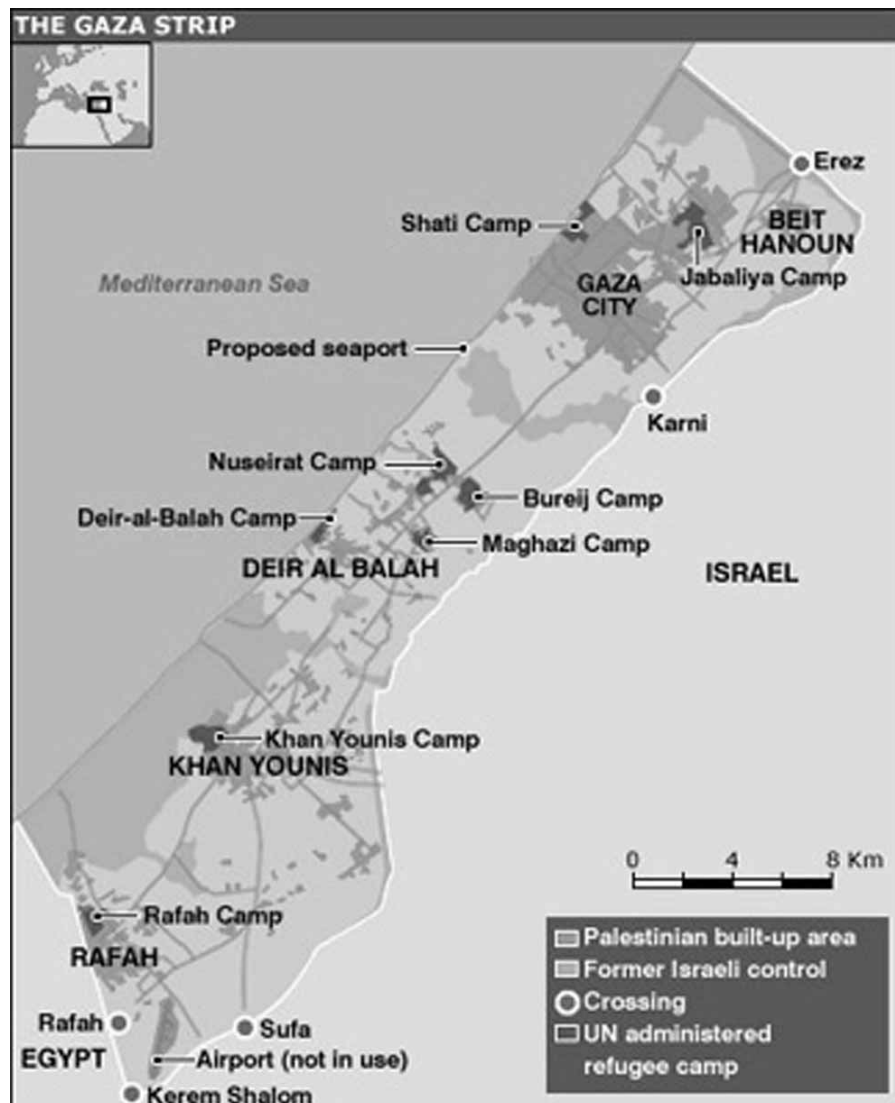 THE GAZA STRIP
Erez
Shati Camp
BEIT
HANOUN
Jabaliya Camp
GAZA
CITY
Mediterranean Sea
Proposed seaport
Karni
Nuseirat Camp
Bureij Camp
Deir-al-Balah Camp
Maghazi Camp
DEIR AL BALAH
ISRAEL
Khan Younis Camp
KHAN YOUNIS
0 4 8 Km
Rafah Camp
RAFAH
Palestinian built-up area
Former Israeli control
Crossing
UN administered
refugee camp
Rafah
Sufa
EGYPT
Airport (not in use)
Kerem Shalom